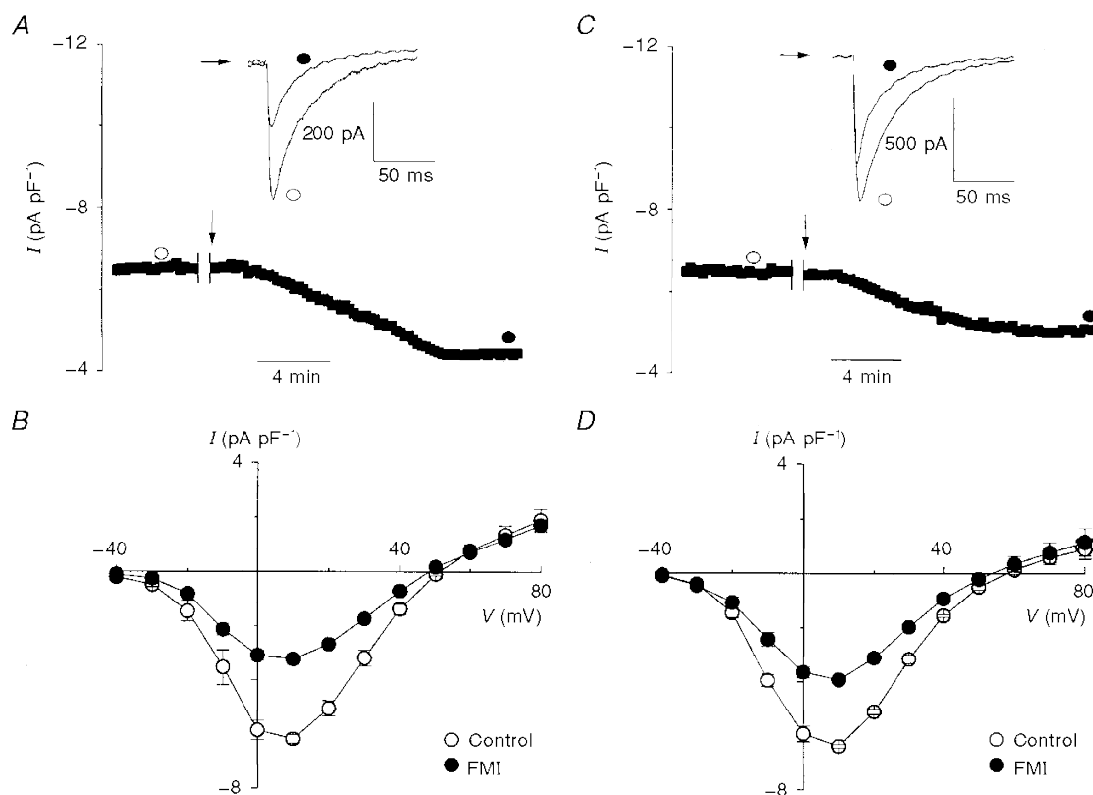 A
−12
200 pA
50 ms
I (pA pF⁻¹)
−8
−4
4 min
C
−12
500 pA
50 ms
I (pA pF⁻¹)
−8
−4
4 min
B
I (pA pF⁻¹)
4
−40
40
80
V (mV)
Control
FMI
−8
D
I (pA pF⁻¹)
4
−40
40
80
V (mV)
Control
FMI
−8